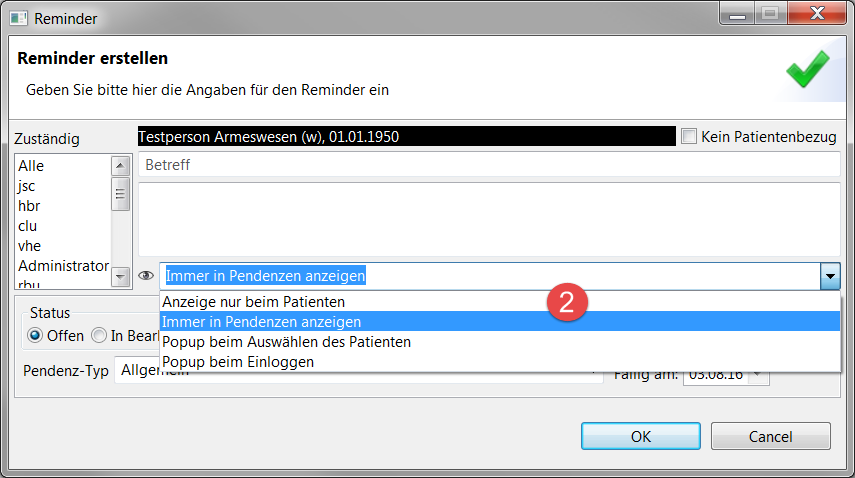 Reminder
Reminder erstellen
Geben Sie bitte hier die Angaben für den Reminder ein
Zuständig
Testperson Armeswesen (w), 01.01.1950
Kein Patientenbezug
Alle
jsc
hbr
clu
vhe
Administrator
rbu
Betreff
Immer in Pendenzen anzeigen
Anzeige nur beim Patienten
Immer in Pendenzen anzeigen
Popup beim Auswählen des Patienten
Popup beim Einloggen
2
Status
Offen
In Bear
Pendenz-Typ
Allgemein
Fällig am:
03.08.16
OK
Cancel